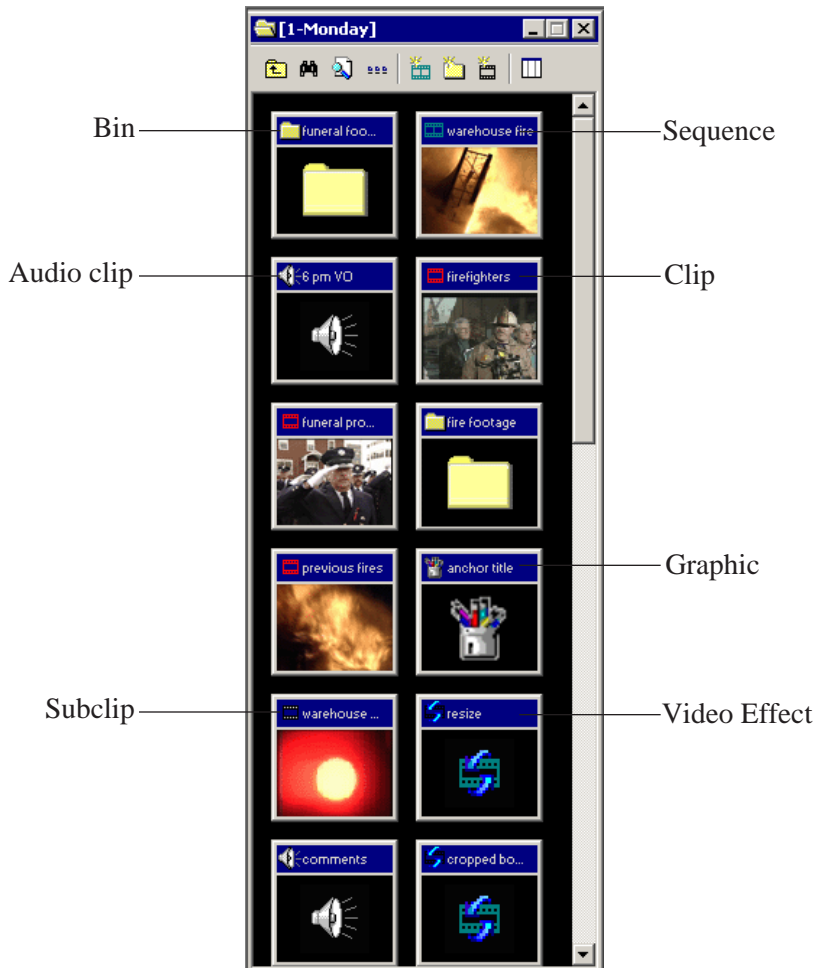 [1-Monday]
Bin
funeral foo...
warehouse fire
Sequence
Audio clip
6 pm VO
firefighters
Clip
funeral pro...
fire footage
previous fires
anchor title
Graphic
Subclip
warehouse ...
resize
Video Effect
comments
cropped bo...